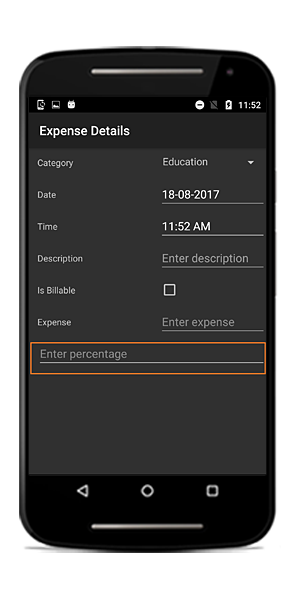 11:52
Expense Details
Category Education
Date 18-08-2017
Time 11:52 AM
Description Enter description
Is Billable
Expense Enter expense
Enter percentage